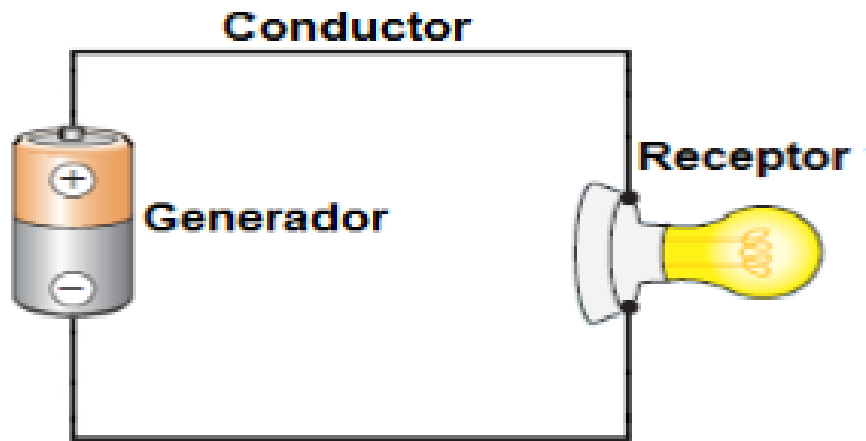 Conductor
Receptor
+
Generador
−